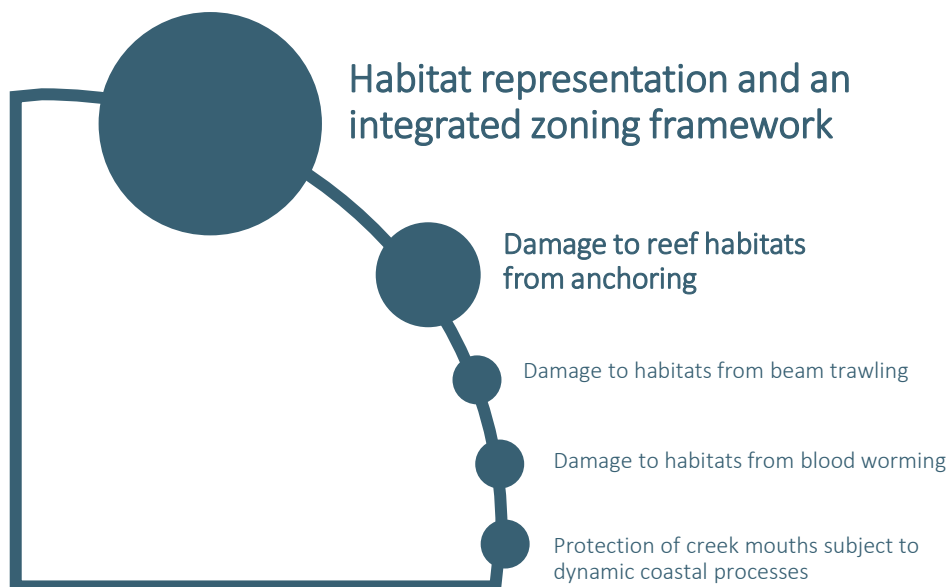 Habitat representation and an
integrated zoning framework
Damage to reef habitats
from anchoring
Damage to habitats from beam trawling
Damage to habitats from blood worming
Protection of creek mouths subject to
dynamic coastal processes